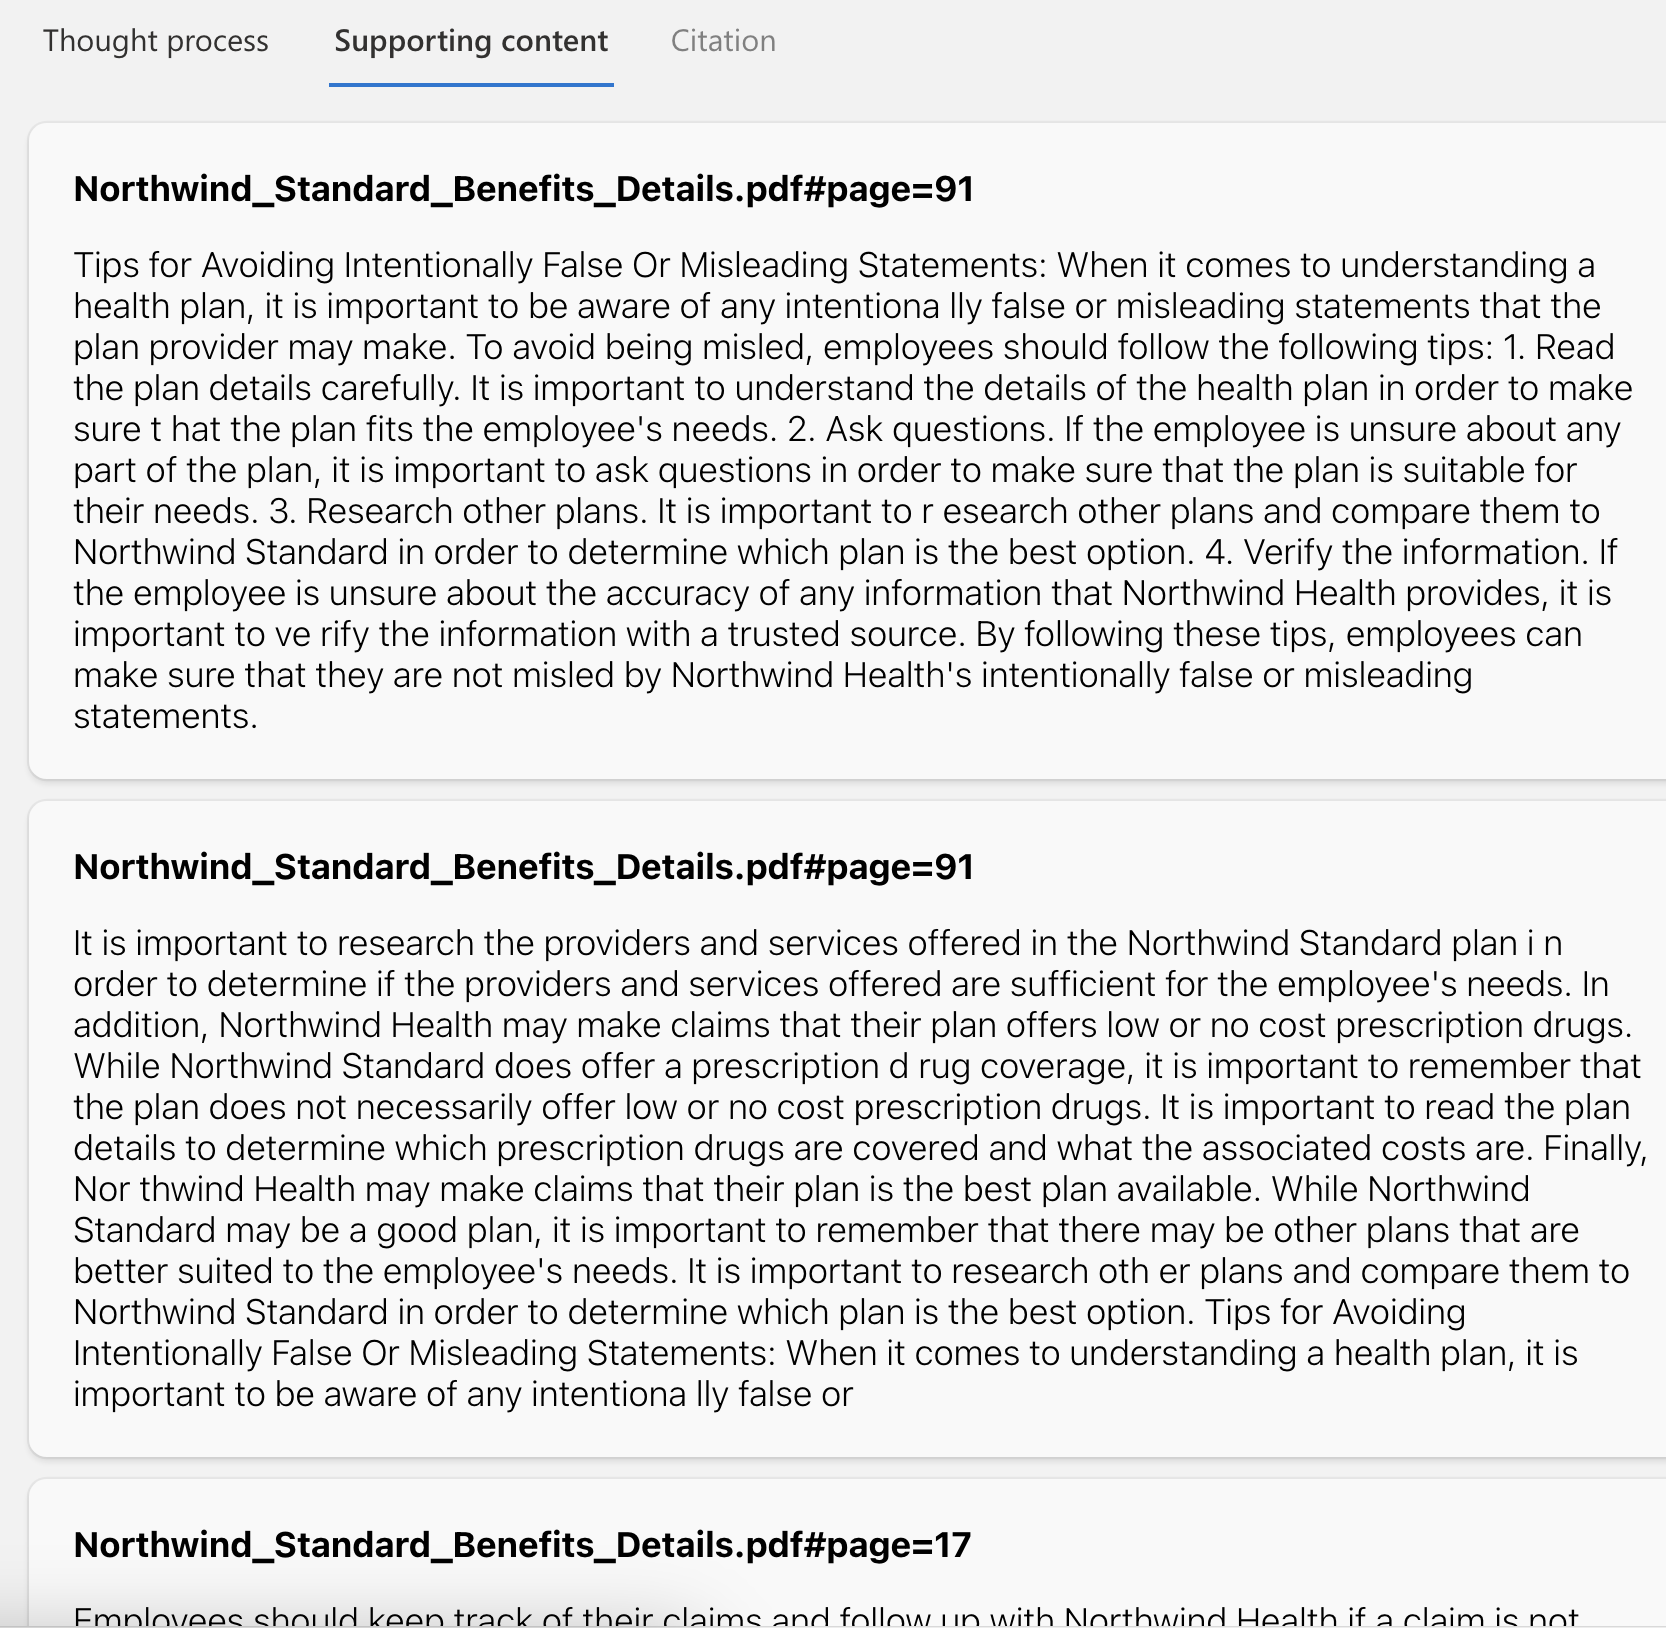 Thought process Supporting content Citation
Northwind_Standard_Benefits_Details.pdf#page=91
Tips for Avoiding Intentionally False Or Misleading Statements: When it comes to understanding a
health plan, it is important to be aware of any intentiona lly false or misleading statements that the
plan provider may make. To avoid being misled, employees should follow the following tips: 1. Read
the plan details carefully. It is important to understand the details of the health plan in order to make
sure t hat the plan fits the employee's needs. 2. Ask questions. If the employee is unsure about any
part of the plan, it is important to ask questions in order to make sure that the plan is suitable for
their needs. 3. Research other plans. It is important to r esearch other plans and compare them to
Northwind Standard in order to determine which plan is the best option. 4. Verify the information. If
the employee is unsure about the accuracy of any information that Northwind Health provides, it is
important to ve rify the information with a trusted source. By following these tips, employees can
make sure that they are not misled by Northwind Health's intentionally false or misleading
statements.
Northwind_Standard_Benefits_Details.pdf#page=91
It is important to research the providers and services offered in the Northwind Standard plan i n
order to determine if the providers and services offered are sufficient for the employee's needs. In
addition, Northwind Health may make claims that their plan offers low or no cost prescription drugs.
While Northwind Standard does offer a prescription d rug coverage, it is important to remember that
the plan does not necessarily offer low or no cost prescription drugs. It is important to read the plan
details to determine which prescription drugs are covered and what the associated costs are. Finally,
Nor thwind Health may make claims that their plan is the best plan available. While Northwind
Standard may be a good plan, it is important to remember that there may be other plans that are
better suited to the employee's needs. It is important to research oth er plans and compare them to
Northwind Standard in order to determine which plan is the best option. Tips for Avoiding
Intentionally False Or Misleading Statements: When it comes to understanding a health plan, it is
important to be aware of any intentiona lly false or
Northwind_Standard_Benefits_Details.pdf#page=17
Employees should keep track of their claims and follow up with Northwind Health if a claim is not